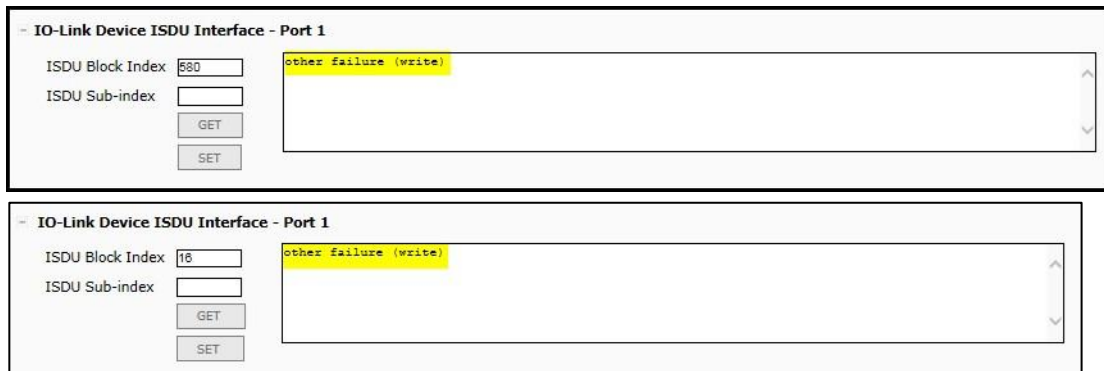 IO-Link Device ISDU Interface - Port 1
ISDU Block Index 580
other failure (write)
ISDU Sub-index
GET
SET
IO-Link Device ISDU Interface - Port 1
ISDU Block Index 16
other failure (write)
ISDU Sub-index
GET
SET